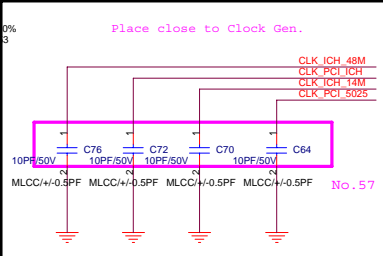 0%
3
Place close to Clock Gen.
CLK_ICH_48M
CLK_PCI_ICH
CLK_ICH_14M
CLK_PCI_5025
1 1 1 1
C76 C72 C70 C64
10PF/50V 10PF/50V 10PF/50V 10PF/50V
2 2 2 2
MLCC/+/-0.5PF MLCC/+/-0.5PF MLCC/+/-0.5PF MLCC/+/-0.5PF
No.57